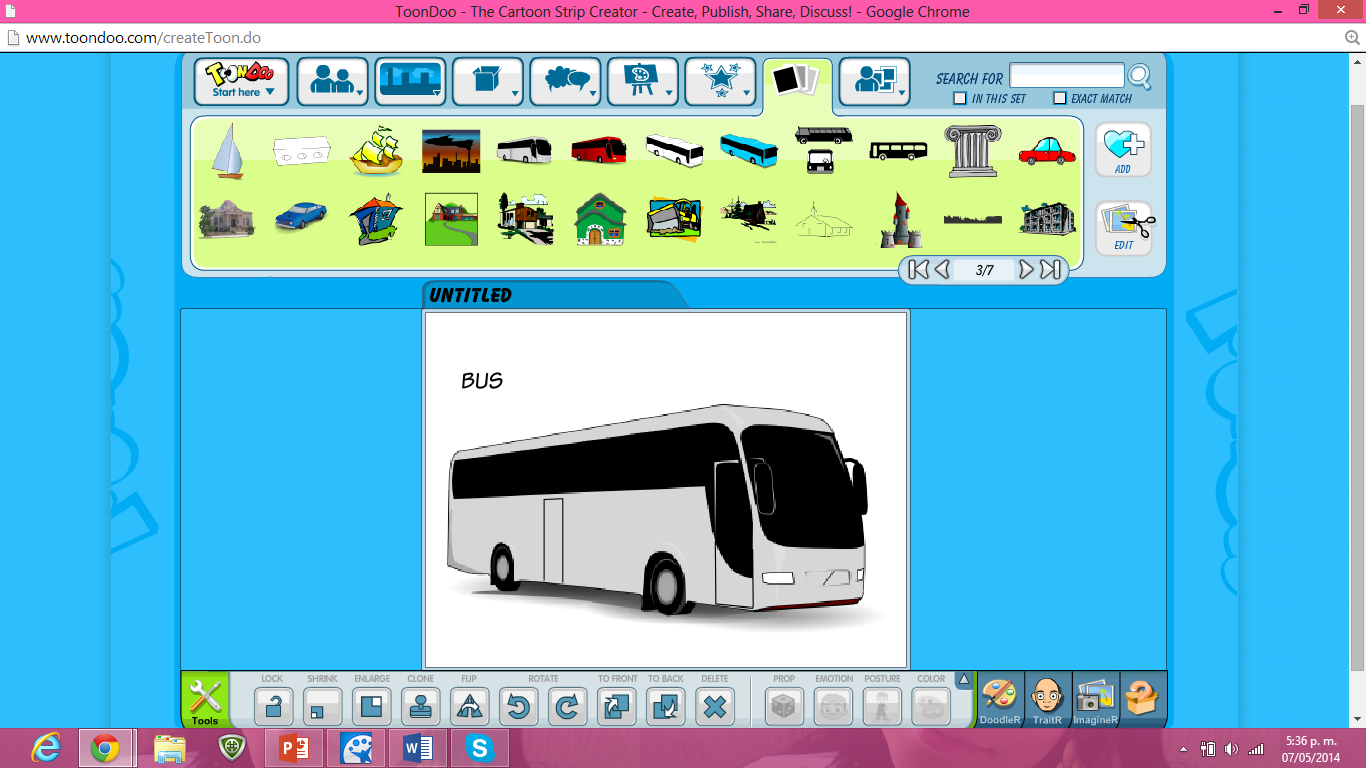 ToonDoo - The Cartoon Strip Creator - Create, Publish, Share, Discuss! - Google Chrome
www.toondoo.com/createToon.do
TOONDOO
Start here
SEARCH FOR
IN THIS SET
EXACT MATCH
ADD
EDIT
3/7
UNTITLED
BUS
Tools
LOCK
SHRINK
ENLARGE
CLONE
FLIP
ROTATE
TO FRONT
TO BACK
DELETE
PROP
EMOTION
POSTURE
COLOR
DoodleR
TraitR
ImagineR
5:36 p. m.
07/05/2014